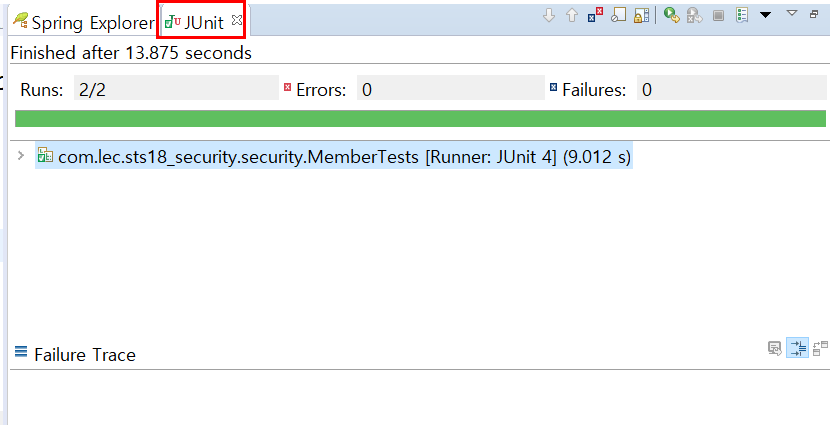 Spring Explorer JUnit
Finished after 13.875 seconds
Runs: 2/2 Errors: 0 Failures: 0
com.lec.sts18_security.security.MemberTests [Runner: JUnit 4] (9.012 s)
Failure Trace